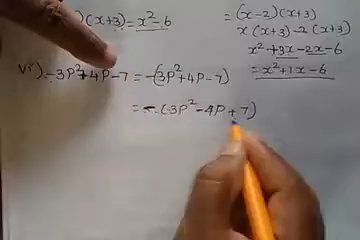 )(x+3) = x²-6
= (x-2)(x+3)
x(x+3)-2(x+3)
x²+3x-2x-6
= x²+1x-6
vi) -3P²+4P-7 = -(3P²+4P-7)
= -(3P²-4P+7)